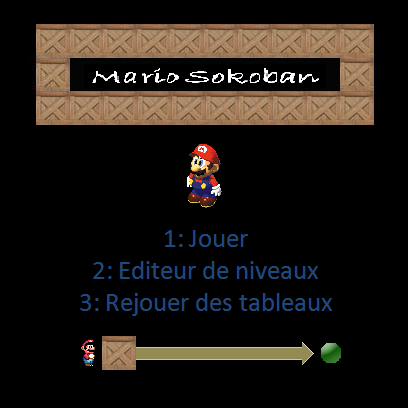 Mario Sokoban
1: Jouer
2: Editeur de niveaux
3: Rejouer des tableaux